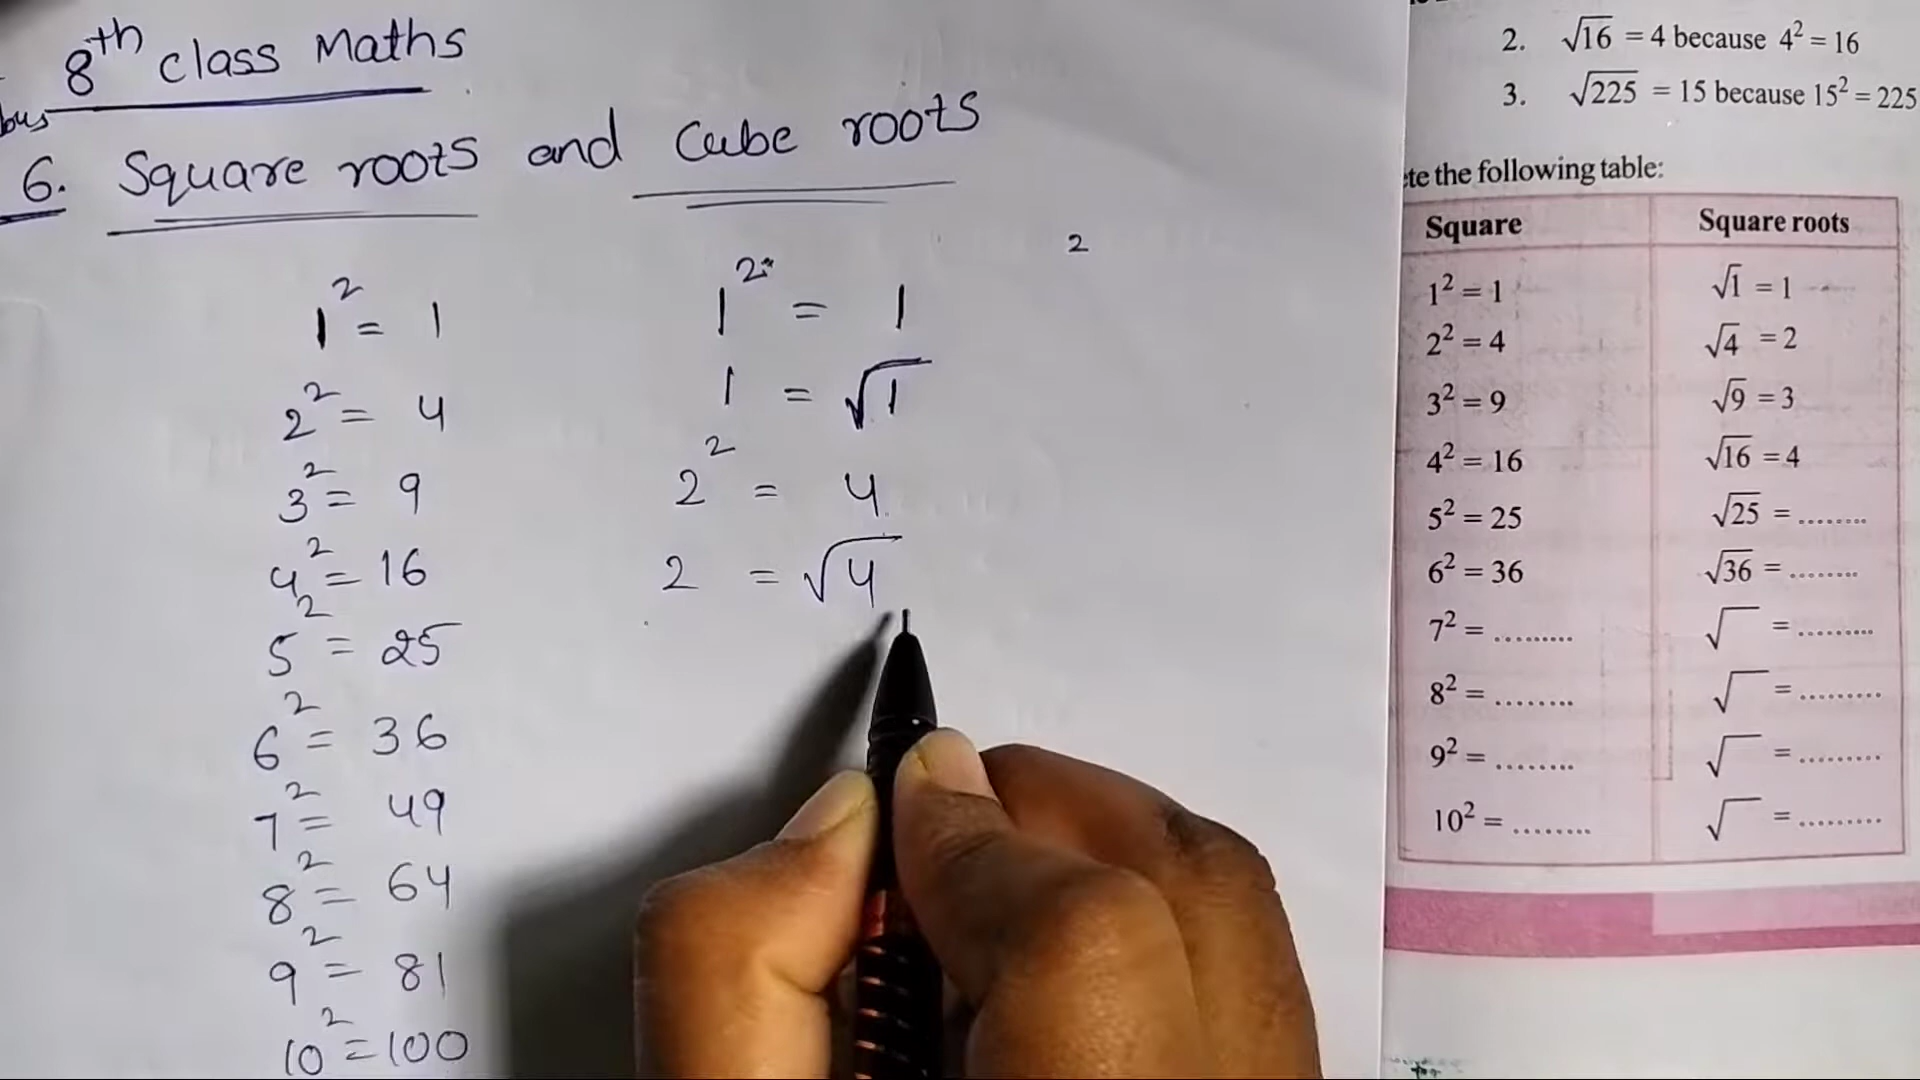 8th class Maths
bus
6. Square roots and Cube roots
1² = 1
2² = 4
3² = 9
4² = 16
5² = 25
6² = 36
7² = 49
8² = 64
9² = 81
10² = 100
1² = 1
1 = √1
2² = 4
2 = √4
2
2. √16 = 4 because 4² = 16
3. √225 = 15 because 15² = 225
te the following table:
Square Square roots
1² = 1 √1 = 1
2² = 4 √4 = 2
3² = 9 √9 = 3
4² = 16 √16 = 4
5² = 25 √25 = ........
6² = 36 √36 = ........
7² = ......... √ = .........
8² = ........ √ = .........
9² = ........ √ = .........
10² = ........ √ = .........